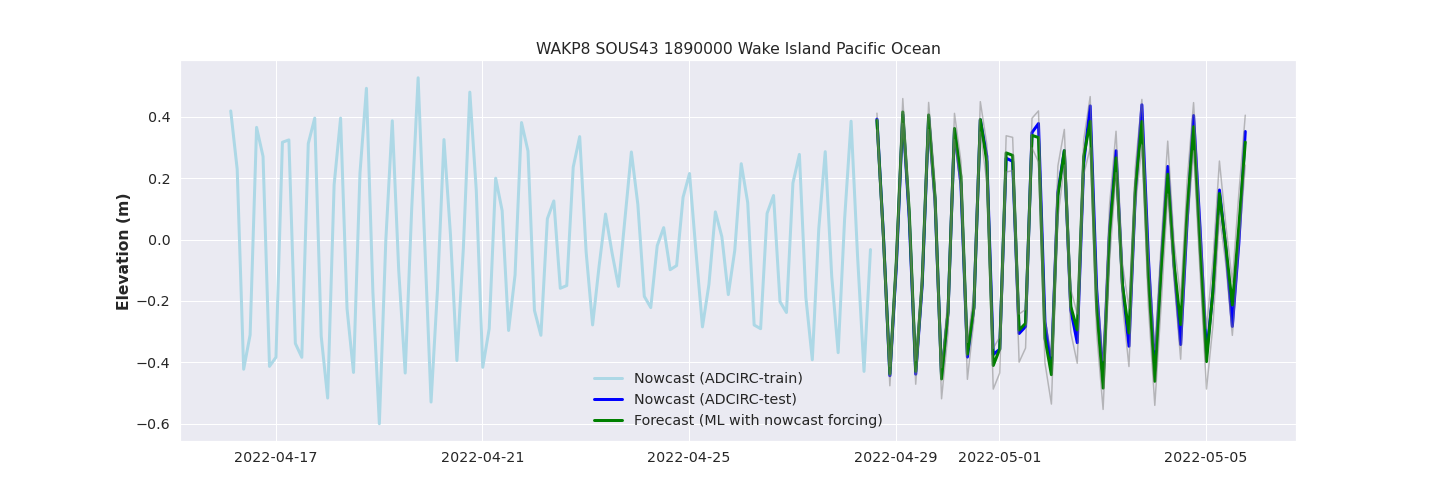 WAKP8 SOUS43 1890000 Wake Island Pacific Ocean
Elevation (m)
0.4
0.2
0.0
−0.2
−0.4
−0.6
Nowcast (ADCIRC-train)
Nowcast (ADCIRC-test)
Forecast (ML with nowcast forcing)
2022-04-17 2022-04-21 2022-04-25 2022-04-29 2022-05-01 2022-05-05